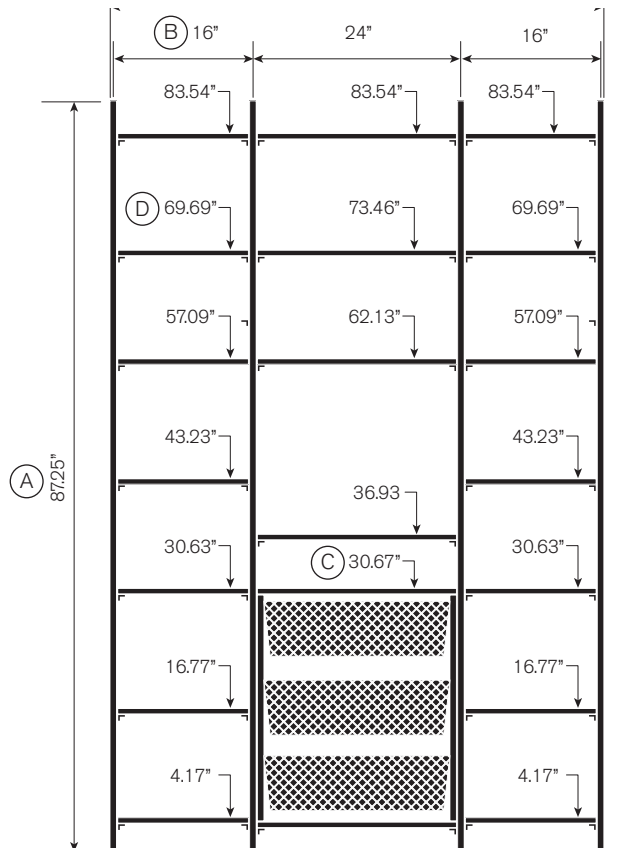 B 16” 24” 16”
83.54” 83.54” 83.54”
D 69.69” 73.46” 69.69”
57.09” 62.13” 57.09”
43.23” 43.23”
A 87.25”
36.93
30.63” C 30.67” 30.63”
16.77” 16.77”
4.17” 4.17”